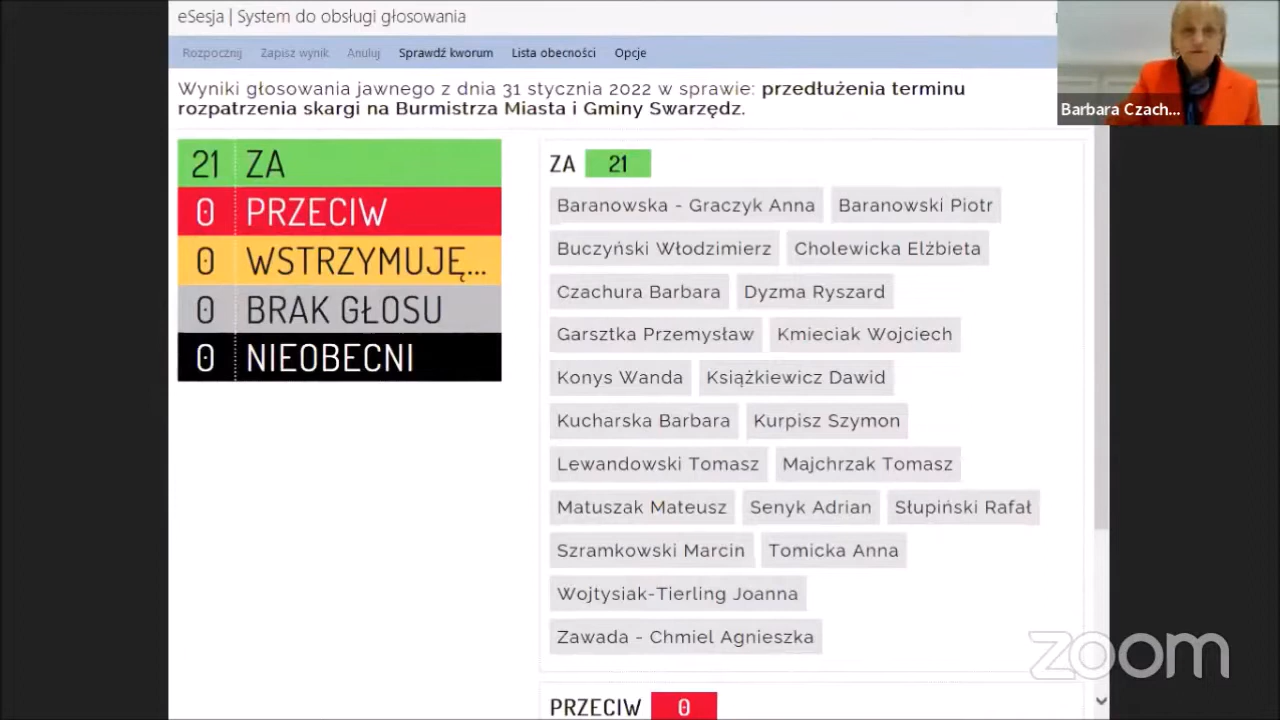 eSesja | System do obsługi głosowania
Rozpocznij Zapisz wynik Anuluj Sprawdź kworum Lista obecności Opcje
Wyniki głosowania jawnego z dnia 31 stycznia 2022 w sprawie: przedłużenia terminu
rozpatrzenia skargi na Burmistrza Miasta i Gminy Swarzędz.
Barbara Czach...
21 ZA
0 PRZECIW
0 WSTRZYMUJĘ...
0 BRAK GŁOSU
0 NIEOBECNI
ZA 21
Baranowska - Graczyk Anna Baranowski Piotr
Buczyński Włodzimierz Cholewicka Elżbieta
Czachura Barbara Dyzma Ryszard
Garsztka Przemysław Kmieciak Wojciech
Konys Wanda Książkiewicz Dawid
Kucharska Barbara Kurpisz Szymon
Lewandowski Tomasz Majchrzak Tomasz
Matuszak Mateusz Senyk Adrian Słupiński Rafał
Szramkowski Marcin Tomicka Anna
Wojtysiak-Tierling Joanna
Zawada - Chmiel Agnieszka
PRZECIW 0
zoom